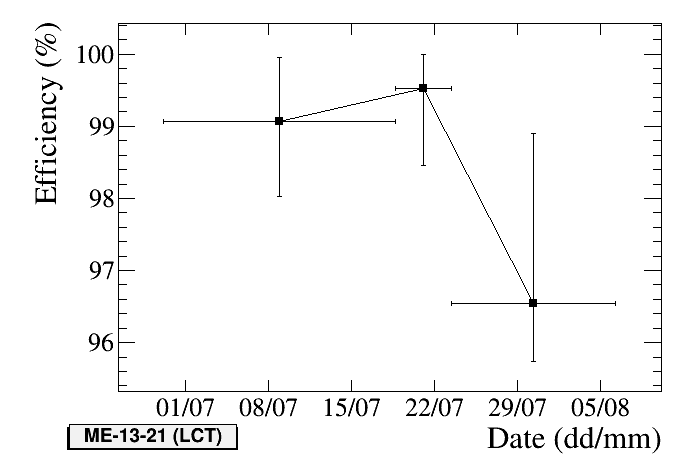 Efficiency (%)
100
99
98
97
96
01/07 08/07 15/07 22/07 29/07 05/08
ME-13-21 (LCT)
Date (dd/mm)